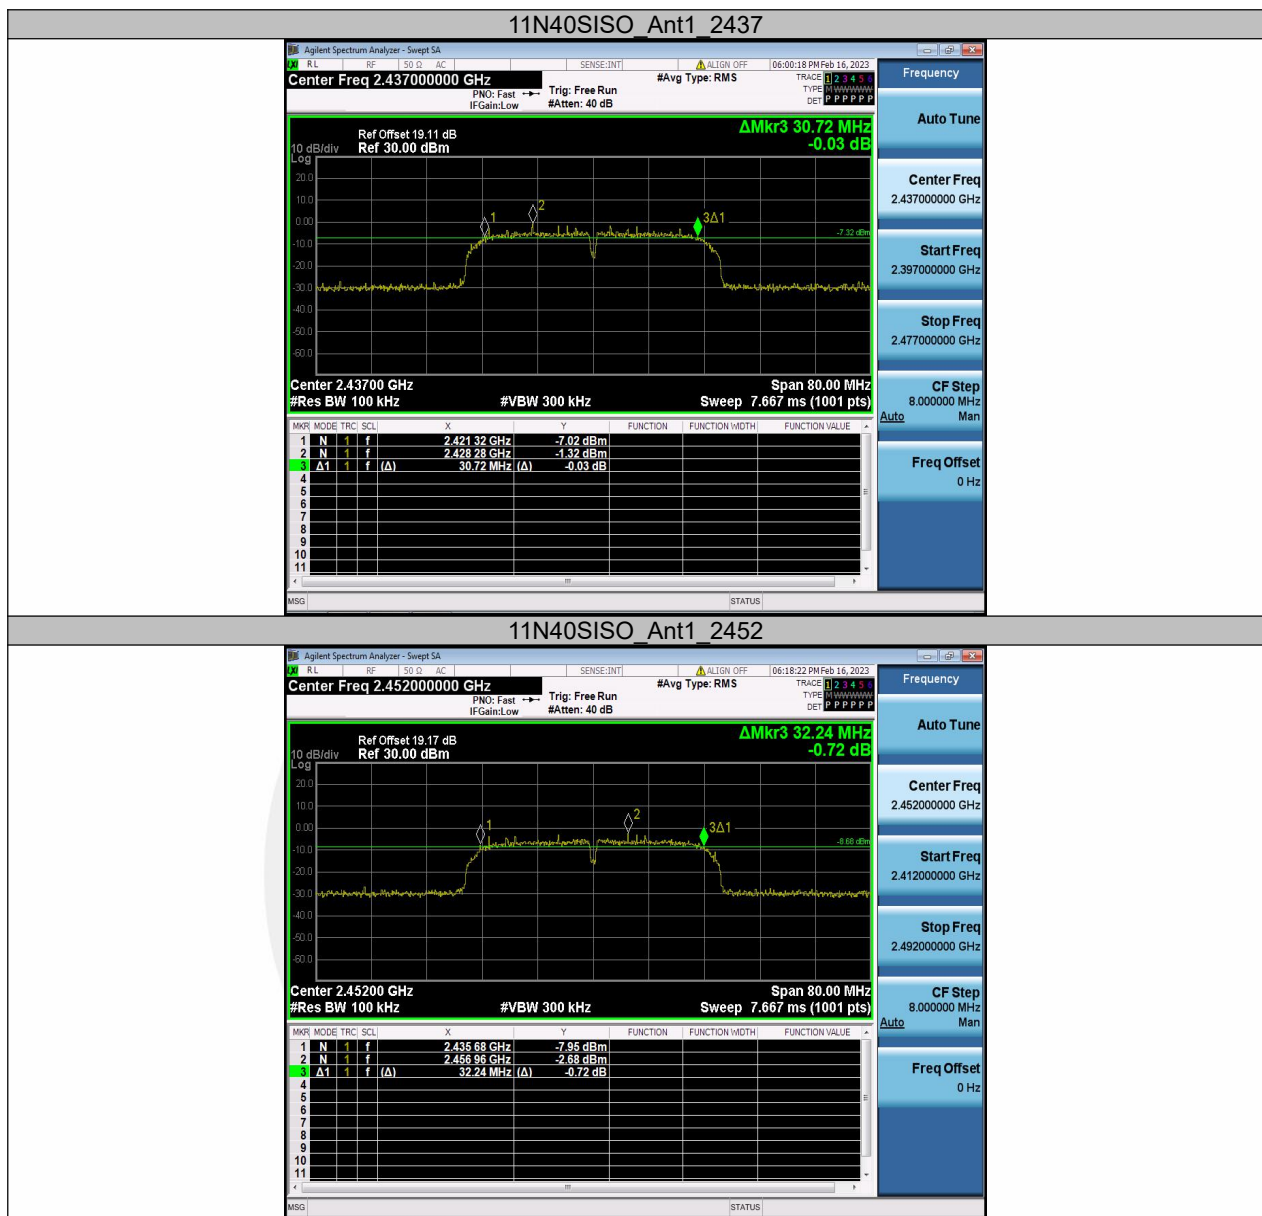 11N40SISO_Ant1_2437
Agilent Spectrum Analyzer - Swept SA
RL RF 50 Ω AC SENSE:INT ALIGN OFF 06:00:18 PM Feb 16, 2023
Center Freq 2.437000000 GHz #Avg Type: RMS TRACE 1 2 3 4 5 6
PNO: Fast Trig: Free Run TYPE M W W W W W
IFGain:Low #Atten: 40 dB DET P P P P P P
Frequency
Auto Tune
Center Freq
2.437000000 GHz
Start Freq
2.397000000 GHz
Stop Freq
2.477000000 GHz
CF Step
8.000000 MHz
Auto Man
Freq Offset
0 Hz
ΔMkr3 30.72 MHz
-0.03 dB
Ref Offset 19.11 dB
10 dB/div Ref 30.00 dBm
Log
20.0
10.0
0.00
-10.0
-20.0
-30.0
-40.0
-50.0
-60.0
1
2
3Δ1
-7.32 dBm
Center 2.43700 GHz Span 80.00 MHz
#Res BW 100 kHz #VBW 300 kHz Sweep 7.667 ms (1001 pts)
MKR MODE TRC SCL X Y FUNCTION FUNCTION WIDTH FUNCTION VALUE
1 N 1 f 2.421 32 GHz -7.02 dBm
2 N 1 f 2.428 28 GHz -1.32 dBm
3 Δ1 1 f (Δ) 30.72 MHz (Δ) -0.03 dB
4
5
6
7
8
9
10
11
MSG STATUS
11N40SISO_Ant1_2452
Agilent Spectrum Analyzer - Swept SA
RL RF 50 Ω AC SENSE:INT ALIGN OFF 06:18:22 PM Feb 16, 2023
Center Freq 2.452000000 GHz #Avg Type: RMS TRACE 1 2 3 4 5 6
PNO: Fast Trig: Free Run TYPE M W W W W W
IFGain:Low #Atten: 40 dB DET P P P P P P
Frequency
Auto Tune
Center Freq
2.452000000 GHz
Start Freq
2.412000000 GHz
Stop Freq
2.492000000 GHz
CF Step
8.000000 MHz
Auto Man
Freq Offset
0 Hz
ΔMkr3 32.24 MHz
-0.72 dB
Ref Offset 19.17 dB
10 dB/div Ref 30.00 dBm
Log
20.0
10.0
0.00
-10.0
-20.0
-30.0
-40.0
-50.0
-60.0
1
2
3Δ1
-8.68 dBm
Center 2.45200 GHz Span 80.00 MHz
#Res BW 100 kHz #VBW 300 kHz Sweep 7.667 ms (1001 pts)
MKR MODE TRC SCL X Y FUNCTION FUNCTION WIDTH FUNCTION VALUE
1 N 1 f 2.435 68 GHz -7.95 dBm
2 N 1 f 2.456 96 GHz -2.68 dBm
3 Δ1 1 f (Δ) 32.24 MHz (Δ) -0.72 dB
4
5
6
7
8
9
10
11
MSG STATUS